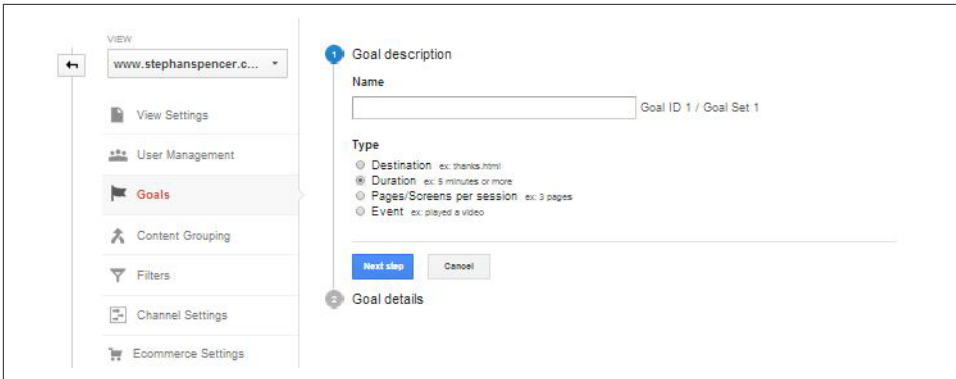 VIEW
www.stephanspencer.c...
View Settings
User Management
Goals
Content Grouping
Filters
Channel Settings
Ecommerce Settings
1 Goal description
Name
Goal ID 1 / Goal Set 1
Type
Destination ex: thanks.html
Duration ex: 5 minutes or more
Pages/Screens per session ex: 3 pages
Event ex: played a video
Next step Cancel
2 Goal details